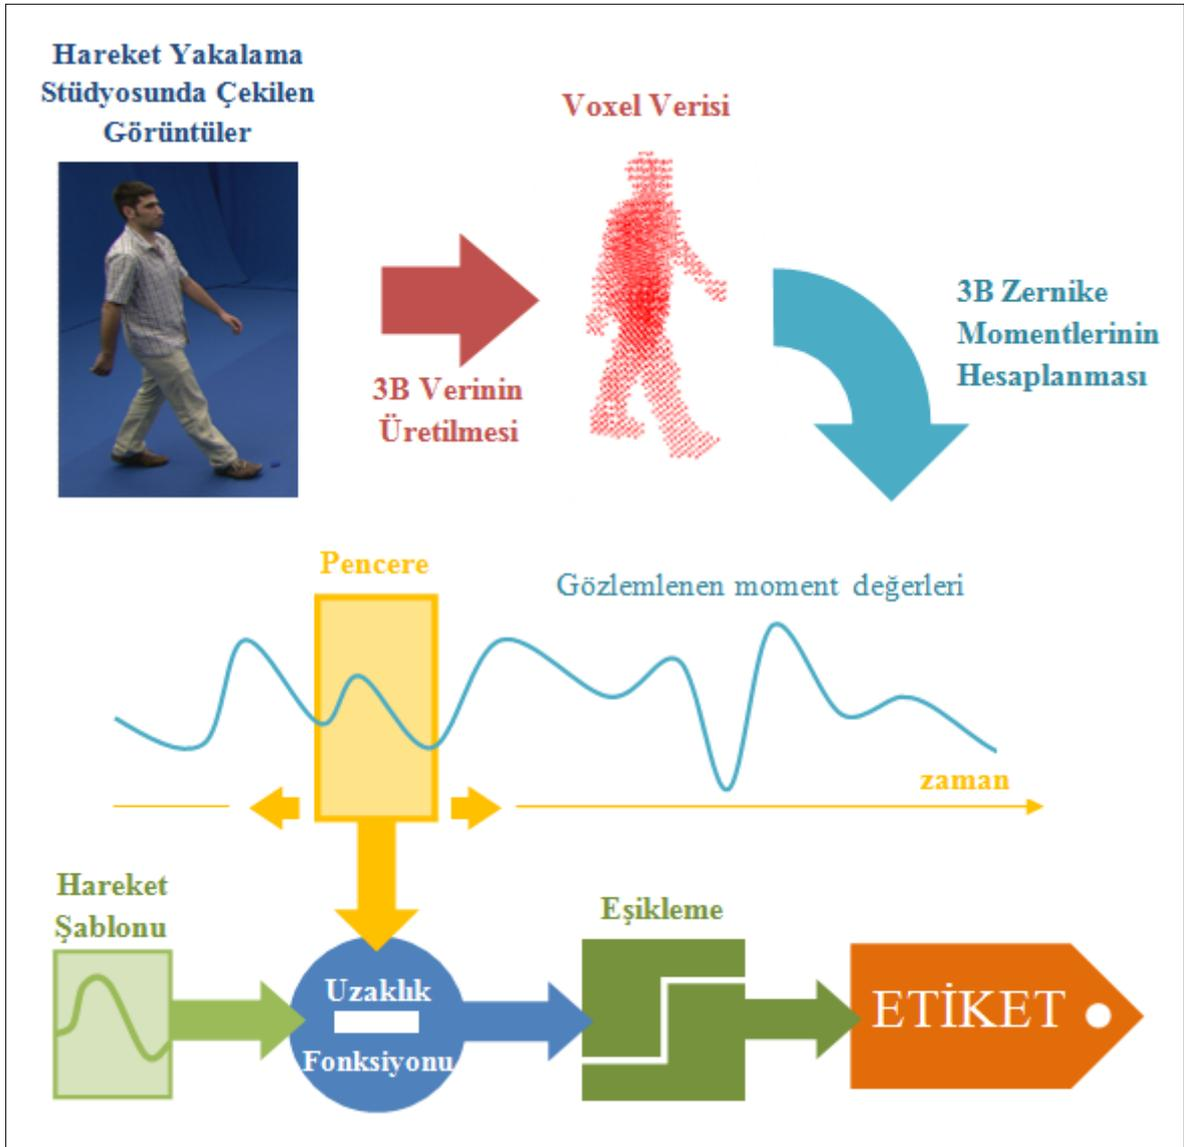 Hareket Yakalama
Stüdyosunda Çekilen
Görüntüler
Voxel Verisi
3B Verinin
Üretilmesi
3B Zernike
Momentlerinin
Hesaplanması
Pencere
Gözlemlenen moment değerleri
zaman
Hareket
Şablonu
Uzaklık
Fonksiyonu
Eşikleme
ETİKET